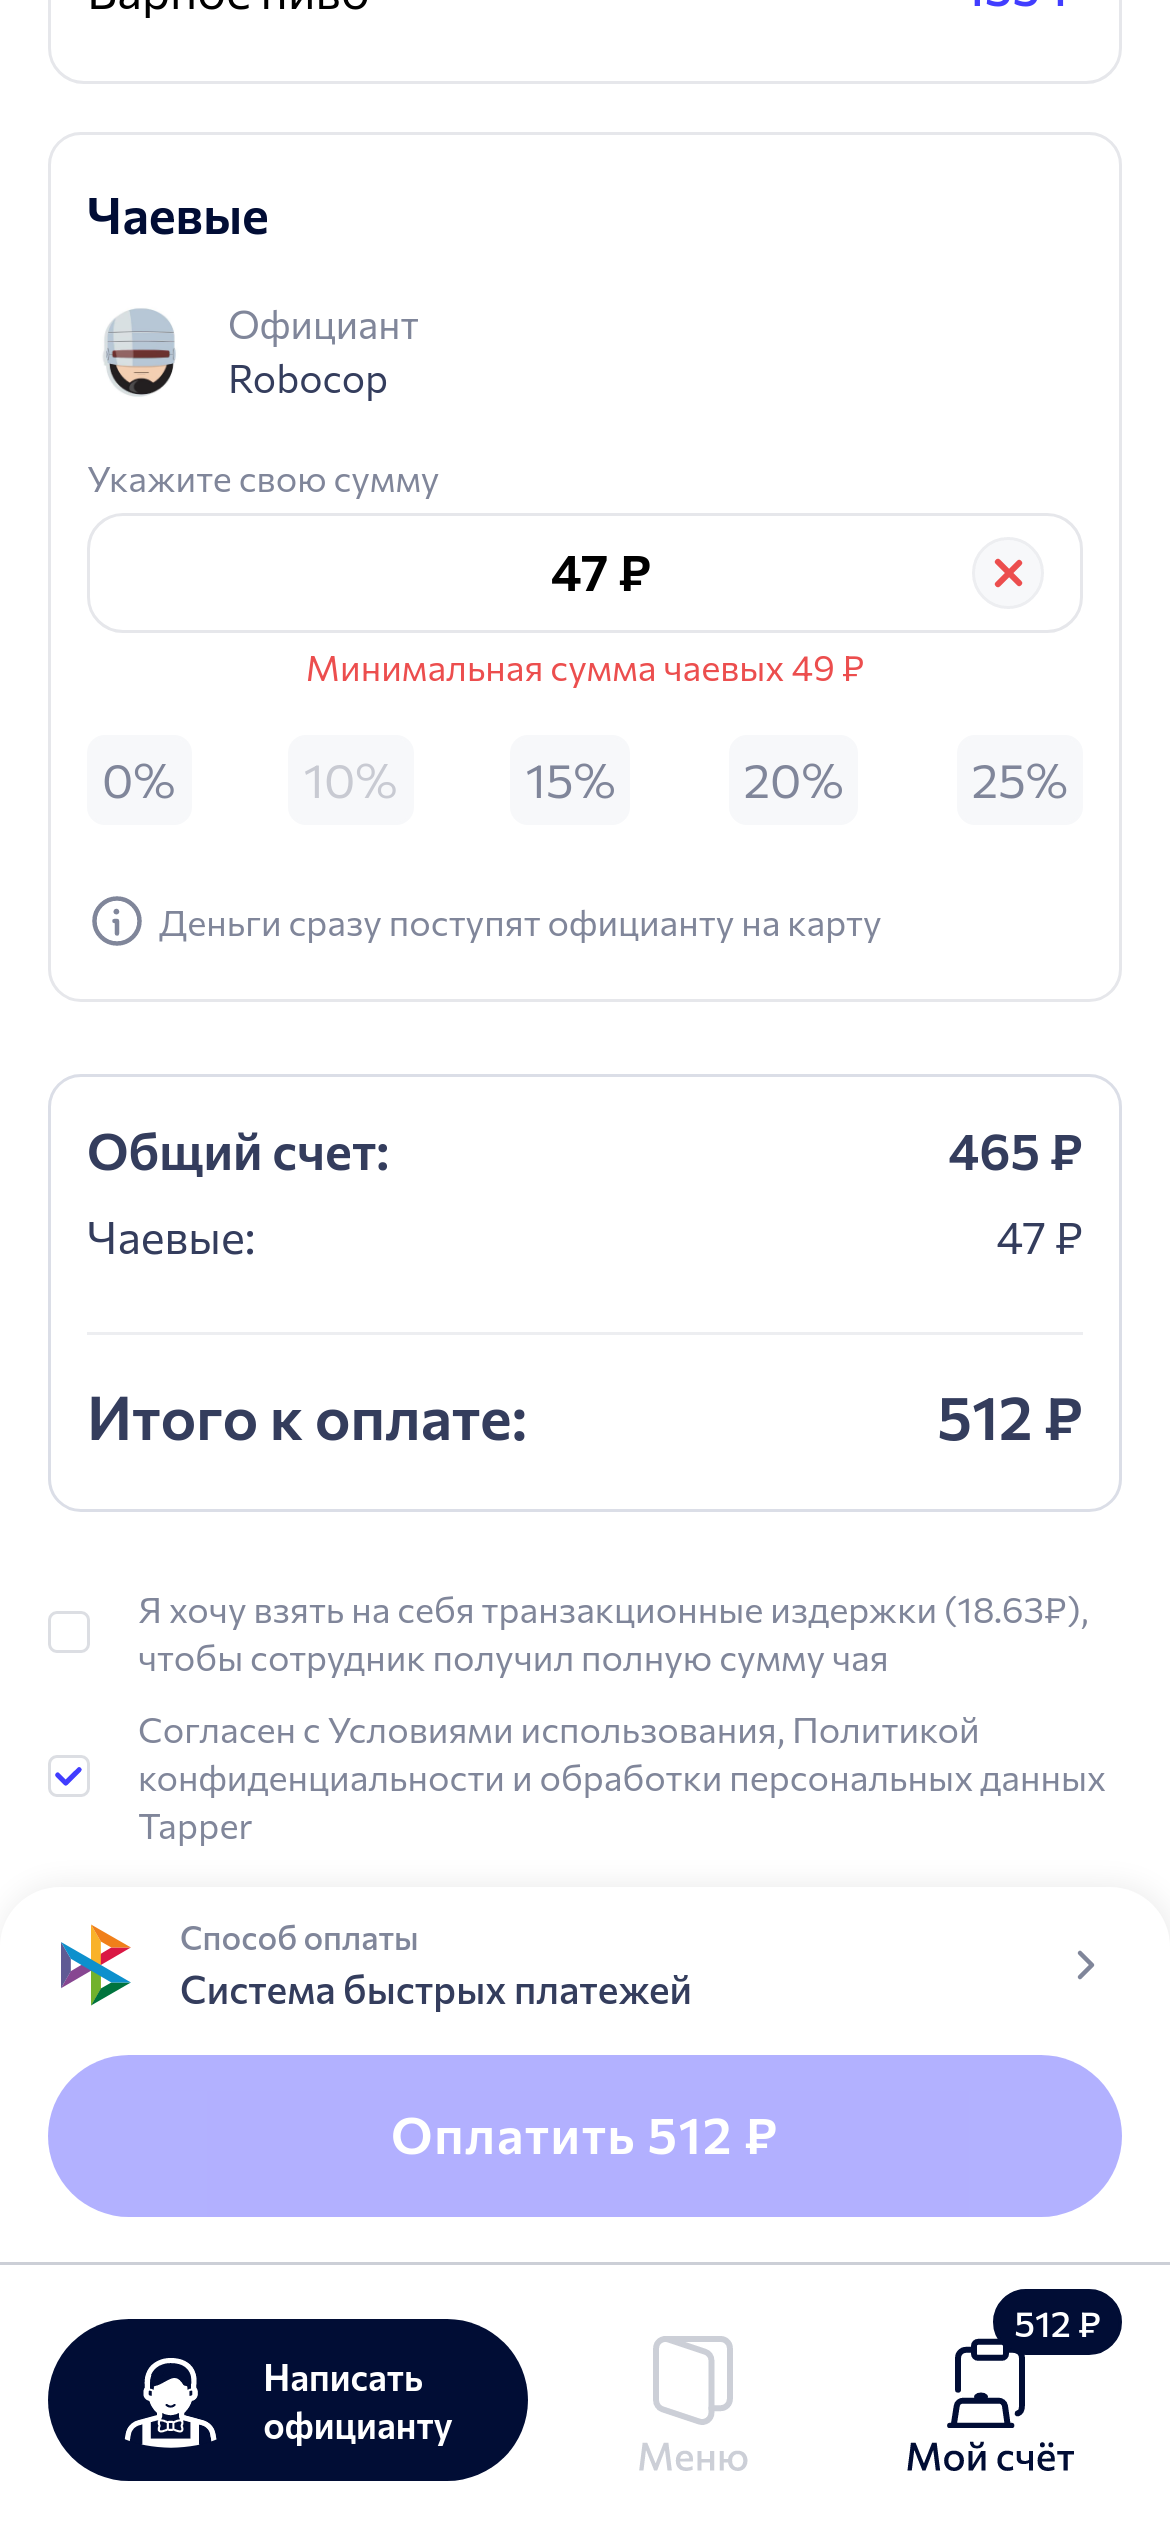 Варное пиво
Чаевые
Официант
Robocop
Укажите свою сумму
47 ₽
Минимальная сумма чаевых 49 ₽
0% 10% 15% 20% 25%
Деньги сразу поступят официанту на карту
Общий счет: 465 ₽
Чаевые: 47 ₽
Итого к оплате: 512 ₽
Я хочу взять на себя транзакционные издержки (18.63₽),
чтобы сотрудник получил полную сумму чая
Согласен с Условиями использования, Политикой
конфиденциальности и обработки персональных данных
Tapper
Способ оплаты
Система быстрых платежей
Оплатить 512 ₽
512 ₽
Написать
официанту
Меню
Мой счёт